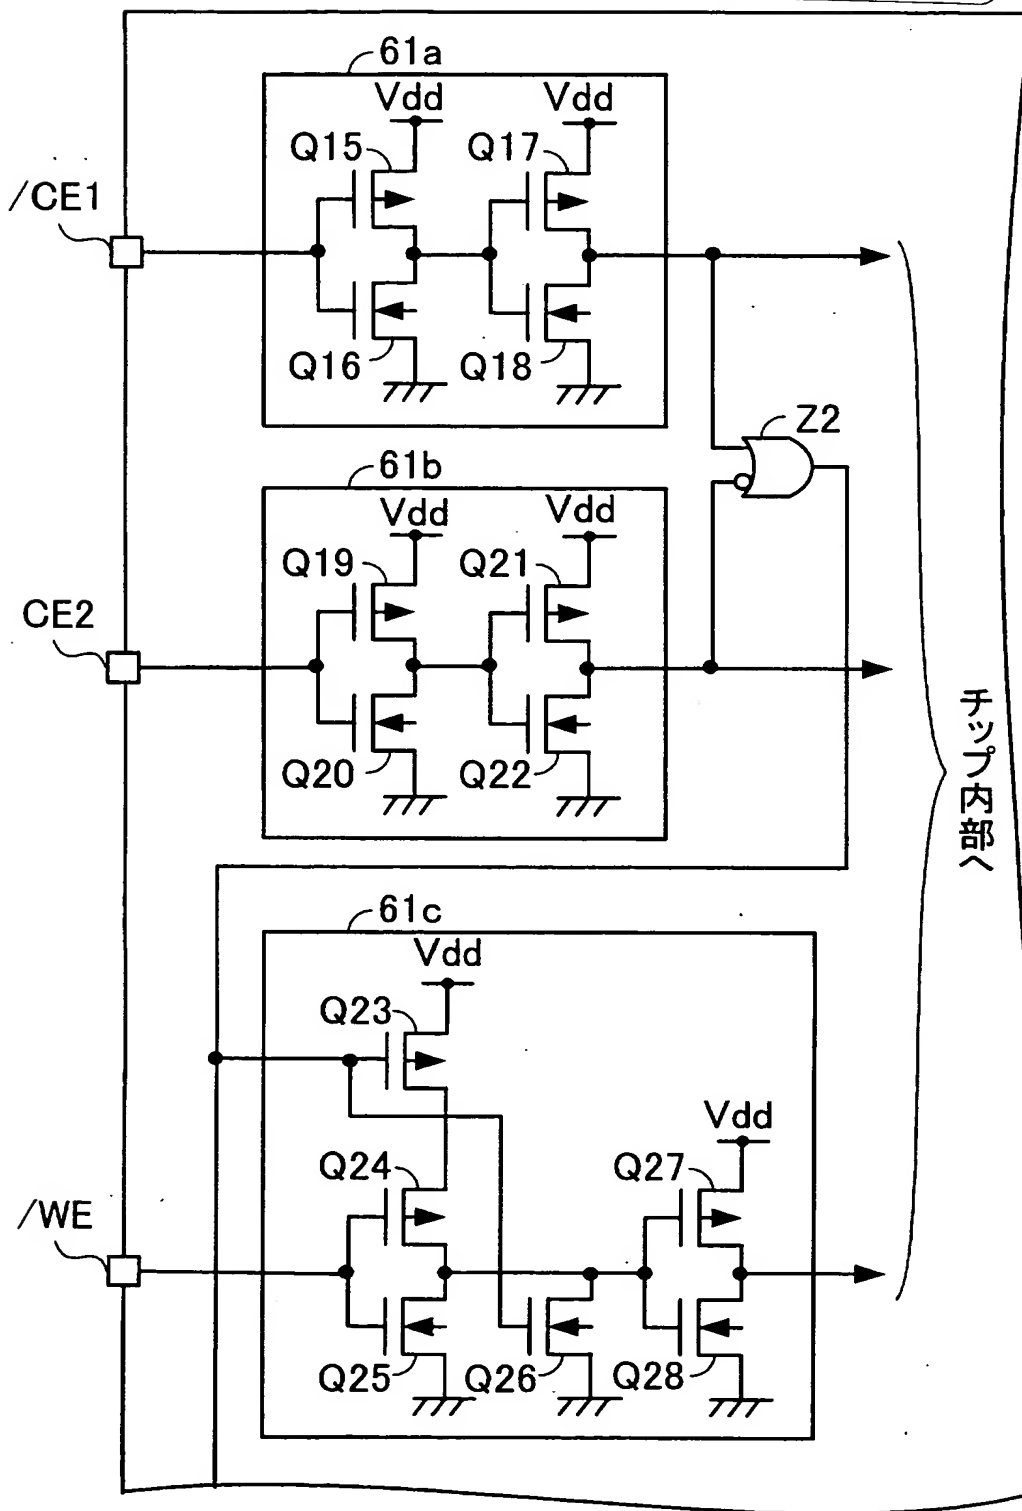 61a
Vdd
Vdd
Q15
Q17
/CE1
Q16
Q18
Z2
61b
Vdd
Vdd
Q19
Q21
CE2
Q20
Q22
チップ内部へ
61c
Vdd
Q23
Vdd
Q24
Q27
/WE
Q25
Q26
Q28